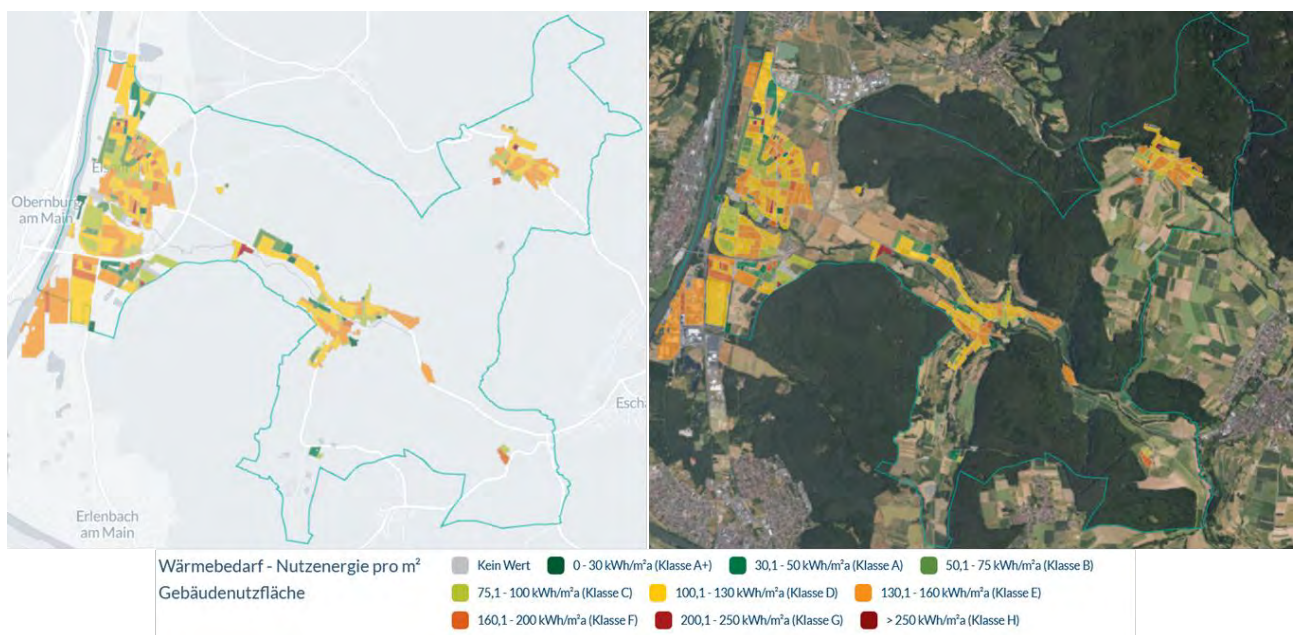 Obernburg
am Main
Erlenbach
am Main
Wärmebedarf - Nutzenergie pro m²
Gebäudenutzfläche
Kein Wert
0 - 30 kWh/m²a (Klasse A+)
30,1 - 50 kWh/m²a (Klasse A)
50,1 - 75 kWh/m²a (Klasse B)
75,1 - 100 kWh/m²a (Klasse C)
100,1 - 130 kWh/m²a (Klasse D)
130,1 - 160 kWh/m²a (Klasse E)
160,1 - 200 kWh/m²a (Klasse F)
200,1 - 250 kWh/m²a (Klasse G)
> 250 kWh/m²a (Klasse H)